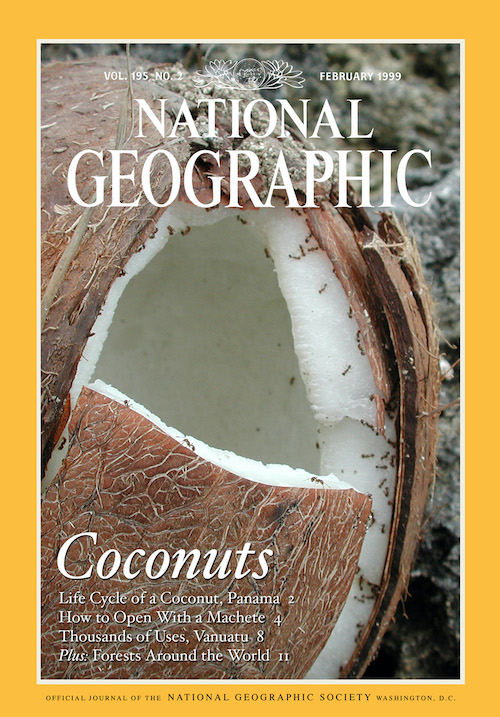 VOL. 195, NO. 2
FEBRUARY 1999
NATIONAL
GEOGRAPHIC
Coconuts
Life Cycle of a Coconut, Panama 2
How to Open With a Machete 4
Thousands of Uses, Vanuatu 8
Plus: Forests Around the World 11
OFFICIAL JOURNAL OF THE NATIONAL GEOGRAPHIC SOCIETY WASHINGTON, D.C.